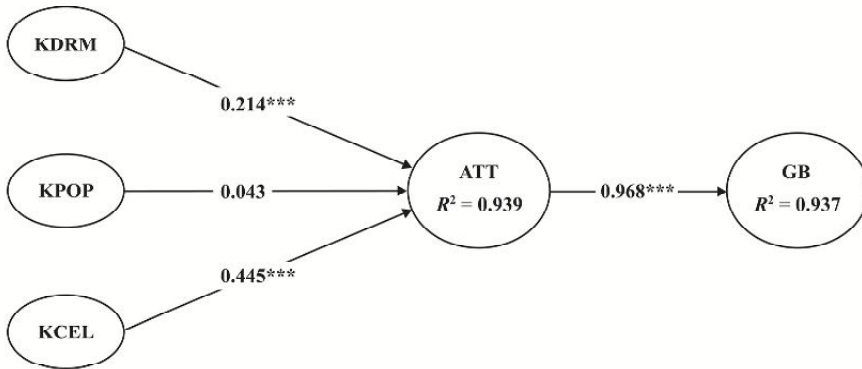 KDRM
0.214***
KPOP
0.043
ATT
R² = 0.939
0.968***
GB
R² = 0.937
0.445***
KCEL